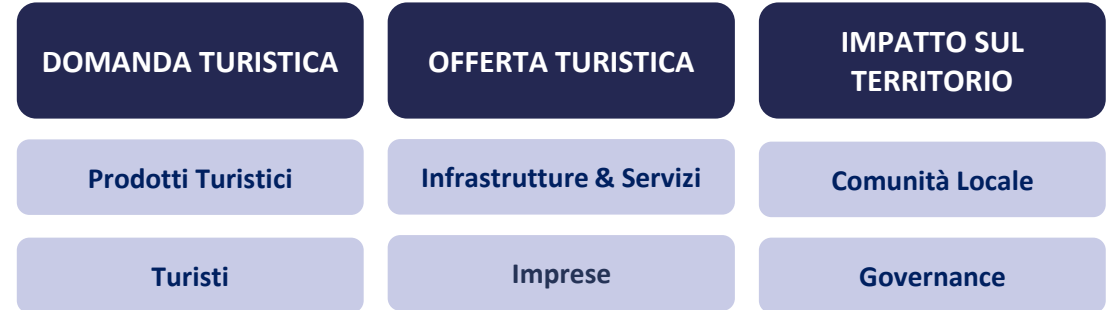 DOMANDA TURISTICA
OFFERTA TURISTICA
IMPATTO SUL
TERRITORIO
Prodotti Turistici
Infrastrutture & Servizi
Comunità Locale
Turisti
Imprese
Governance